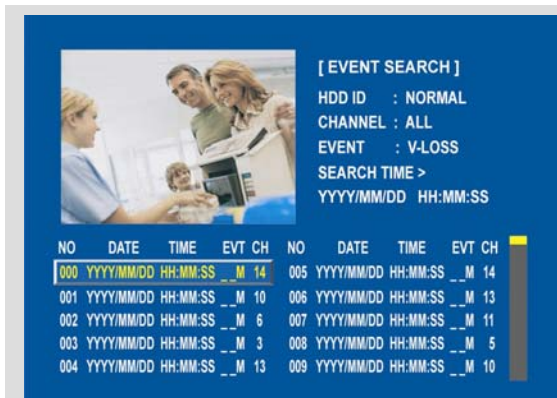 [ EVENT SEARCH ]
HDD ID : NORMAL
CHANNEL : ALL
EVENT : V-LOSS
SEARCH TIME >
YYYY/MM/DD HH:MM:SS
NO DATE TIME EVT CH NO DATE TIME EVT CH
000 YYYY/MM/DD HH:MM:SS _ _M 14 005 YYYY/MM/DD HH:MM:SS _ _M 14
001 YYYY/MM/DD HH:MM:SS _ _M 10 006 YYYY/MM/DD HH:MM:SS _ _M 13
002 YYYY/MM/DD HH:MM:SS _ _M 6 007 YYYY/MM/DD HH:MM:SS _ _M 11
003 YYYY/MM/DD HH:MM:SS _ _M 3 008 YYYY/MM/DD HH:MM:SS _ _M 5
004 YYYY/MM/DD HH:MM:SS _ _M 13 009 YYYY/MM/DD HH:MM:SS _ _M 10